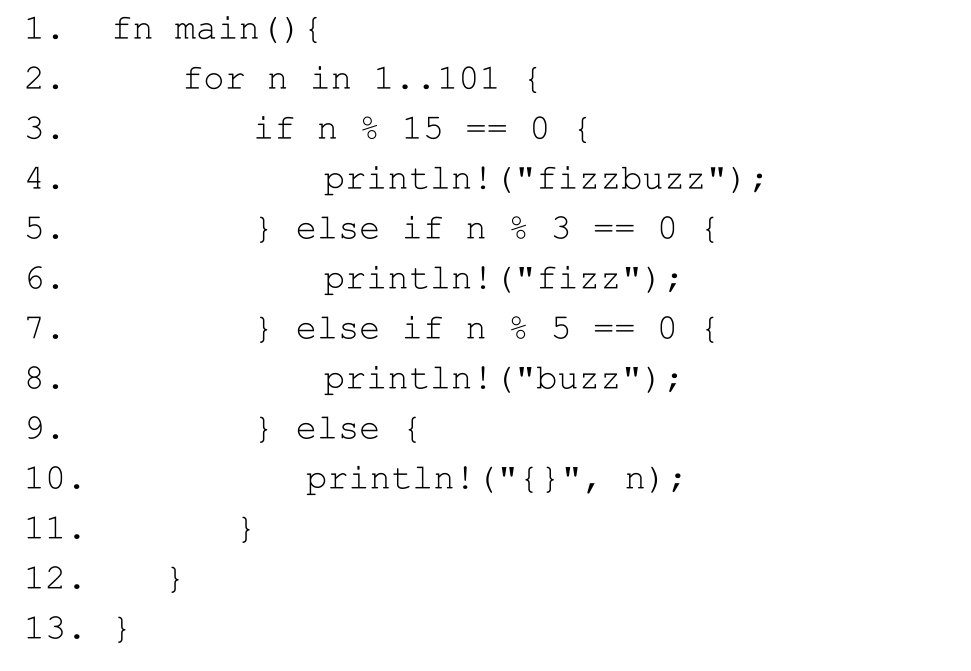 1. fn main(){
2. for n in 1..101 {
3. if n % 15 == 0 {
4. println!("fizzbuzz");
5. } else if n % 3 == 0 {
6. println!("fizz");
7. } else if n % 5 == 0 {
8. println!("buzz");
9. } else {
10. println!("{}", n);
11. }
12. }
13. }